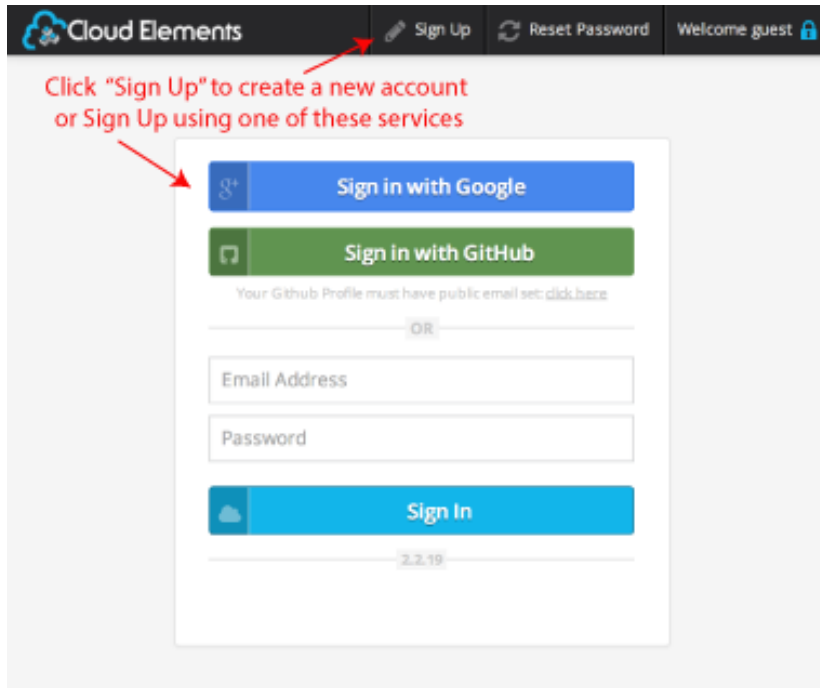 Cloud Elements Sign Up Reset Password Welcome guest
Click "Sign Up" to create a new account
or Sign Up using one of these services
g+ Sign in with Google
Sign in with GitHub
Your Github Profile must have public email set: click here
OR
Email Address
Password
Sign In
2.2.19